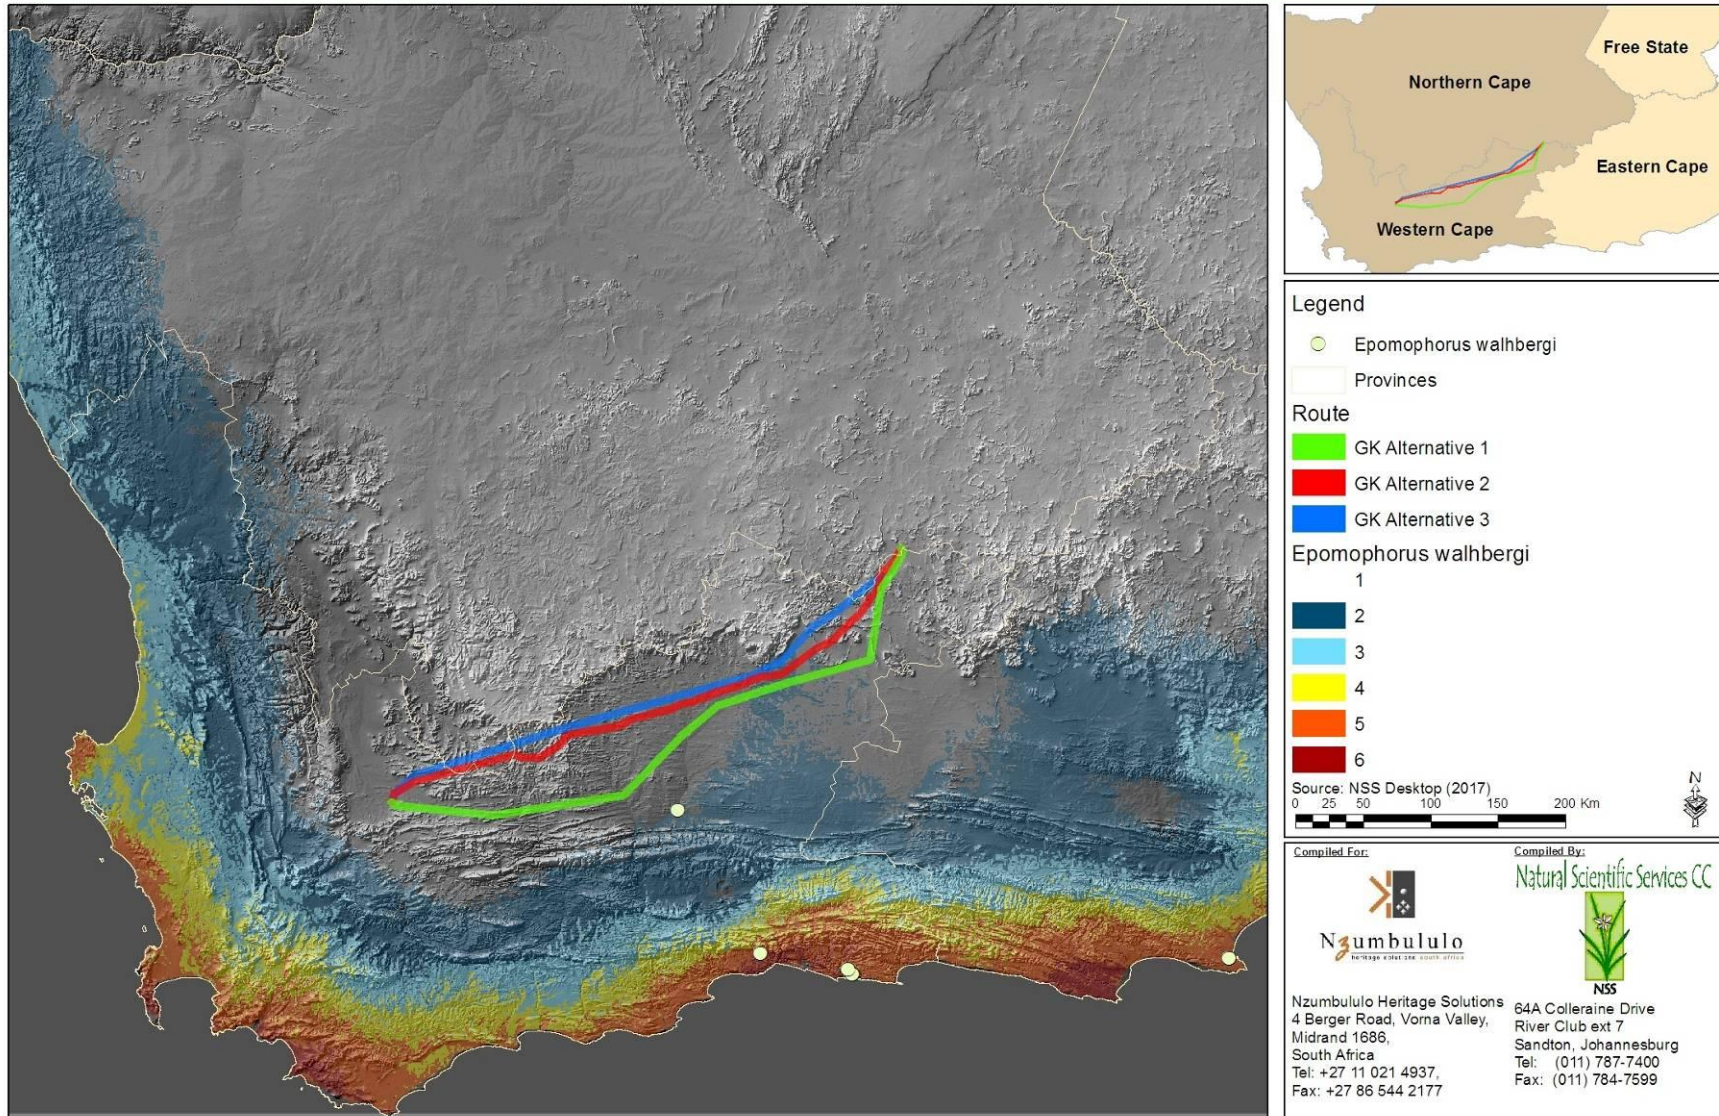 Free State
Northern Cape
Eastern Cape
Western Cape
Legend
Epomophorus walhbergi
Provinces
Route
GK Alternative 1
GK Alternative 2
GK Alternative 3
Epomophorus walhbergi
1
2
3
4
5
6
Source: NSS Desktop (2017)
0 25 50 100 150 200 Km
N
Compiled For:
Nzumbululo
heritage solutions south africa
Nzumbululo Heritage Solutions
4 Berger Road, Vorna Valley,
Midrand 1686,
South Africa
Tel: +27 11 021 4937,
Fax: +27 86 544 2177
Compiled By:
Natural Scientific Services CC
NSS
64A Colleraine Drive
River Club ext 7
Sandton, Johannesburg
Tel: (011) 787-7400
Fax: (011) 784-7599